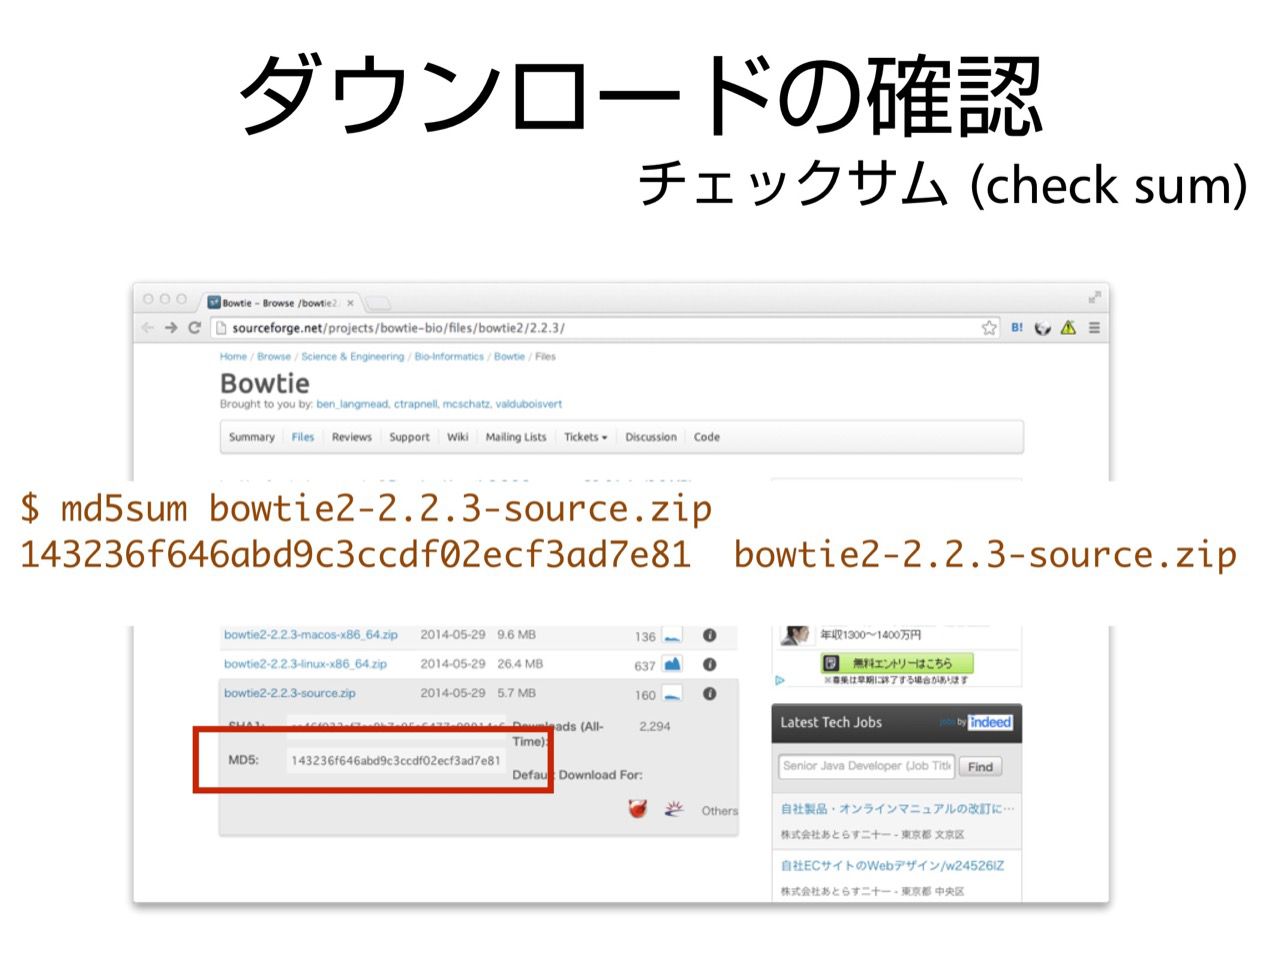 ダウンロードの確認
チェックサム (check sum)
Bowtie - Browse /bowtie2/
sourceforge.net/projects/bowtie-bio/files/bowtie2/2.2.3/
B!
Home / Browse / Science & Engineering / Bio-Informatics / Bowtie / Files
Bowtie
Brought to you by: ben_langmead, ctrapnell, mcschatz, valduboisvert
Summary Files Reviews Support Wiki Mailing Lists Tickets Discussion Code
$ md5sum bowtie2-2.2.3-source.zip
143236f646abd9c3ccdf02ecf3ad7e81 bowtie2-2.2.3-source.zip
bowtie2-2.2.3-macos-x86_64.zip 2014-05-29 9.6 MB 136
bowtie2-2.2.3-linux-x86_64.zip 2014-05-29 26.4 MB 637
bowtie2-2.2.3-source.zip 2014-05-29 5.7 MB 160
SHA1: Downloads (All-Time): 2,294
MD5: 143236f646abd9c3ccdf02ecf3ad7e81
Default Download For:
Others
年収1300〜1400万円
無料エントリーはこちら
※募集は早期に終了する場合があります
Latest Tech Jobs jobs by indeed
Senior Java Developer (Job Titl Find
自社製品・オンラインマニュアルの改訂に…
株式会社あとらす二十一 - 東京都 文京区
自社ECサイトのWebデザイン/w24526IZ
株式会社あとらす二十一 - 東京都 中央区